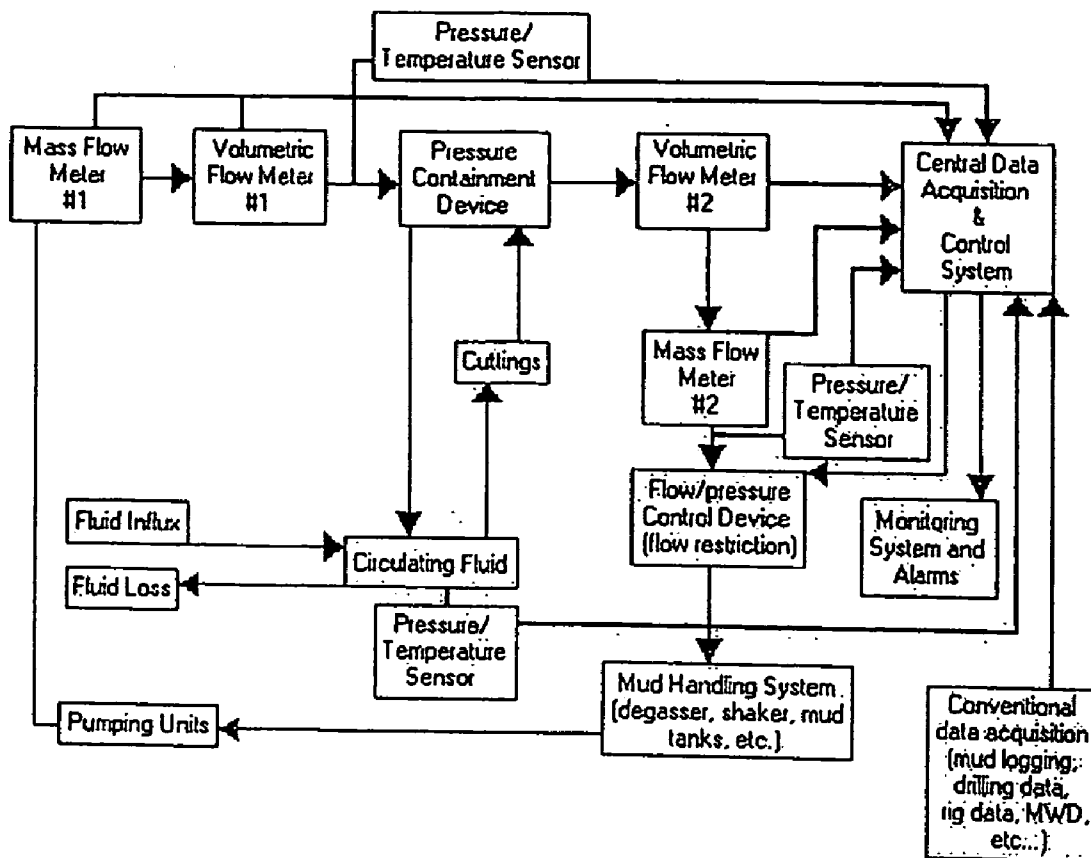 Pressure/
Temperature Sensor
Mass Flow
Meter
#1
Volumetric
Flow Meter
#1
Pressure
Containment
Device
Volumetric
Flow Meter
#2
Central Data
Acquisition
&
Control
System
Cuttings
Mass Flow
Meter
#2
Pressure/
Temperature
Sensor
Fluid Influx
Circulating Fluid
Fluid Loss
Flow/pressure
Control Device
(flow restriction)
Monitoring
System and
Alarms
Pressure/
Temperature
Sensor
Pumping Units
Mud Handling System
(degasser, shaker, mud
tanks, etc.)
Conventional
data acquisition
(mud logging,
drilling data,
rig data, MWD,
etc...)